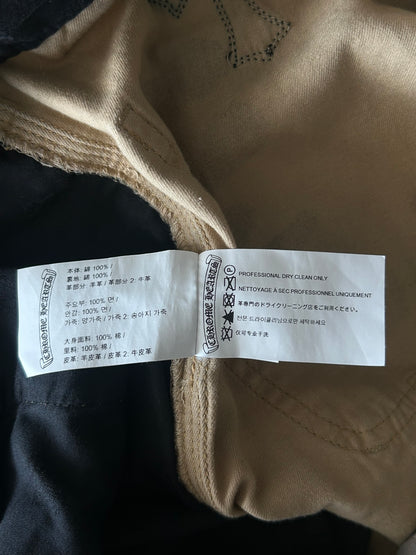 本体: 綿 100% /
裏地: 綿 100% /
革部分: 羊革 / 革部分 2: 牛革
주요부: 100% 면 /
안감: 100% 면 /
가죽: 양가죽 / 가죽 2: 송아지 가죽
大身面料: 100% 棉 /
里料: 100% 棉 /
皮革: 羊皮革 / 皮革 2: 牛皮革
CHROME HEARTS
CHROME HEARTS
P
PROFESSIONAL DRY CLEAN ONLY
NETTOYAGE À SEC PROFESSIONNEL UNIQUEMENT
革専門のドライクリーニング店をご利用ください。
전문 드라이클리닝으로만 세탁하세요
仅可专业干洗